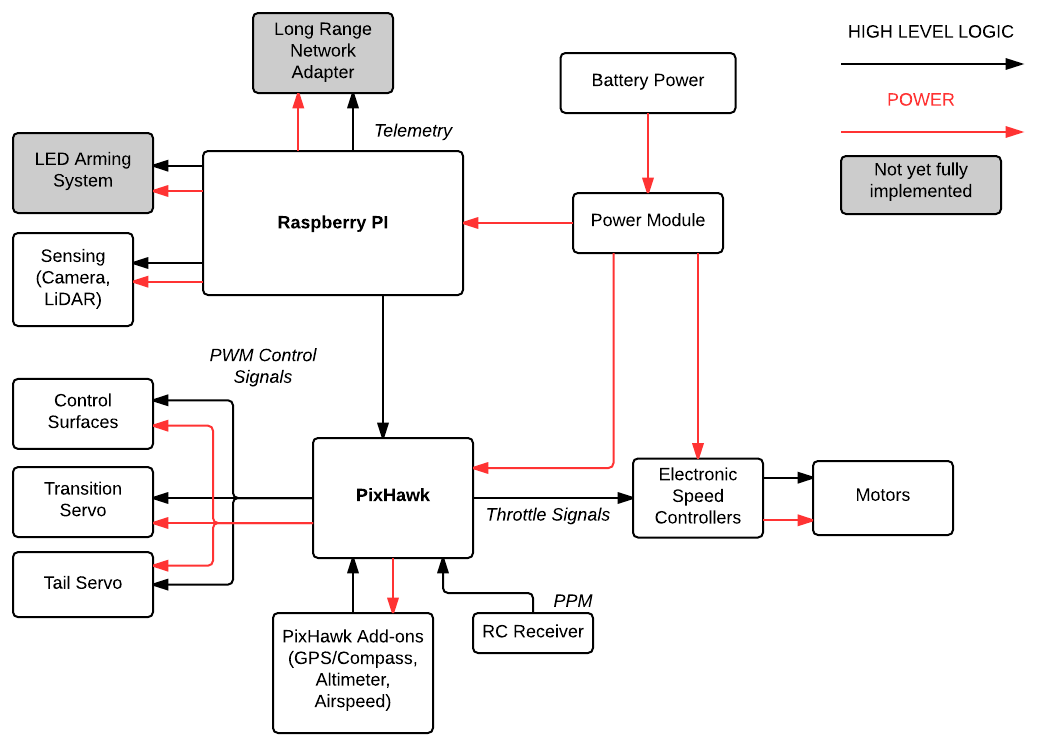 Long Range
Network
Adapter
HIGH LEVEL LOGIC
Battery Power
POWER
Telemetry
LED Arming
System
Not yet fully
implemented
Raspberry PI
Power Module
Sensing
(Camera,
LiDAR)
PWM Control
Signals
Control
Surfaces
Transition
Servo
PixHawk
Throttle Signals
Electronic
Speed
Controllers
Motors
Tail Servo
PPM
PixHawk Add-ons
(GPS/Compass,
Altimeter,
Airspeed)
RC Receiver